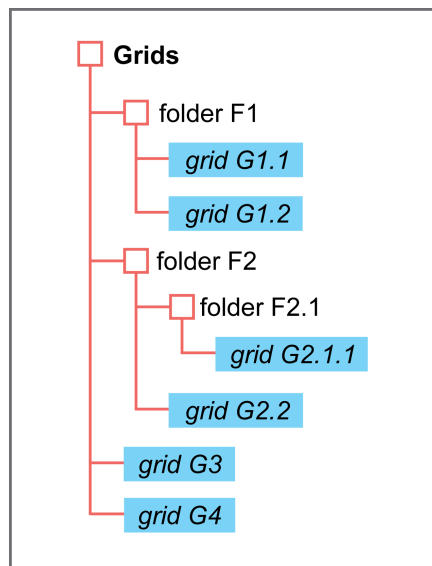 Grids
folder F1
grid G1.1
grid G1.2
folder F2
folder F2.1
grid G2.1.1
grid G2.2
grid G3
grid G4